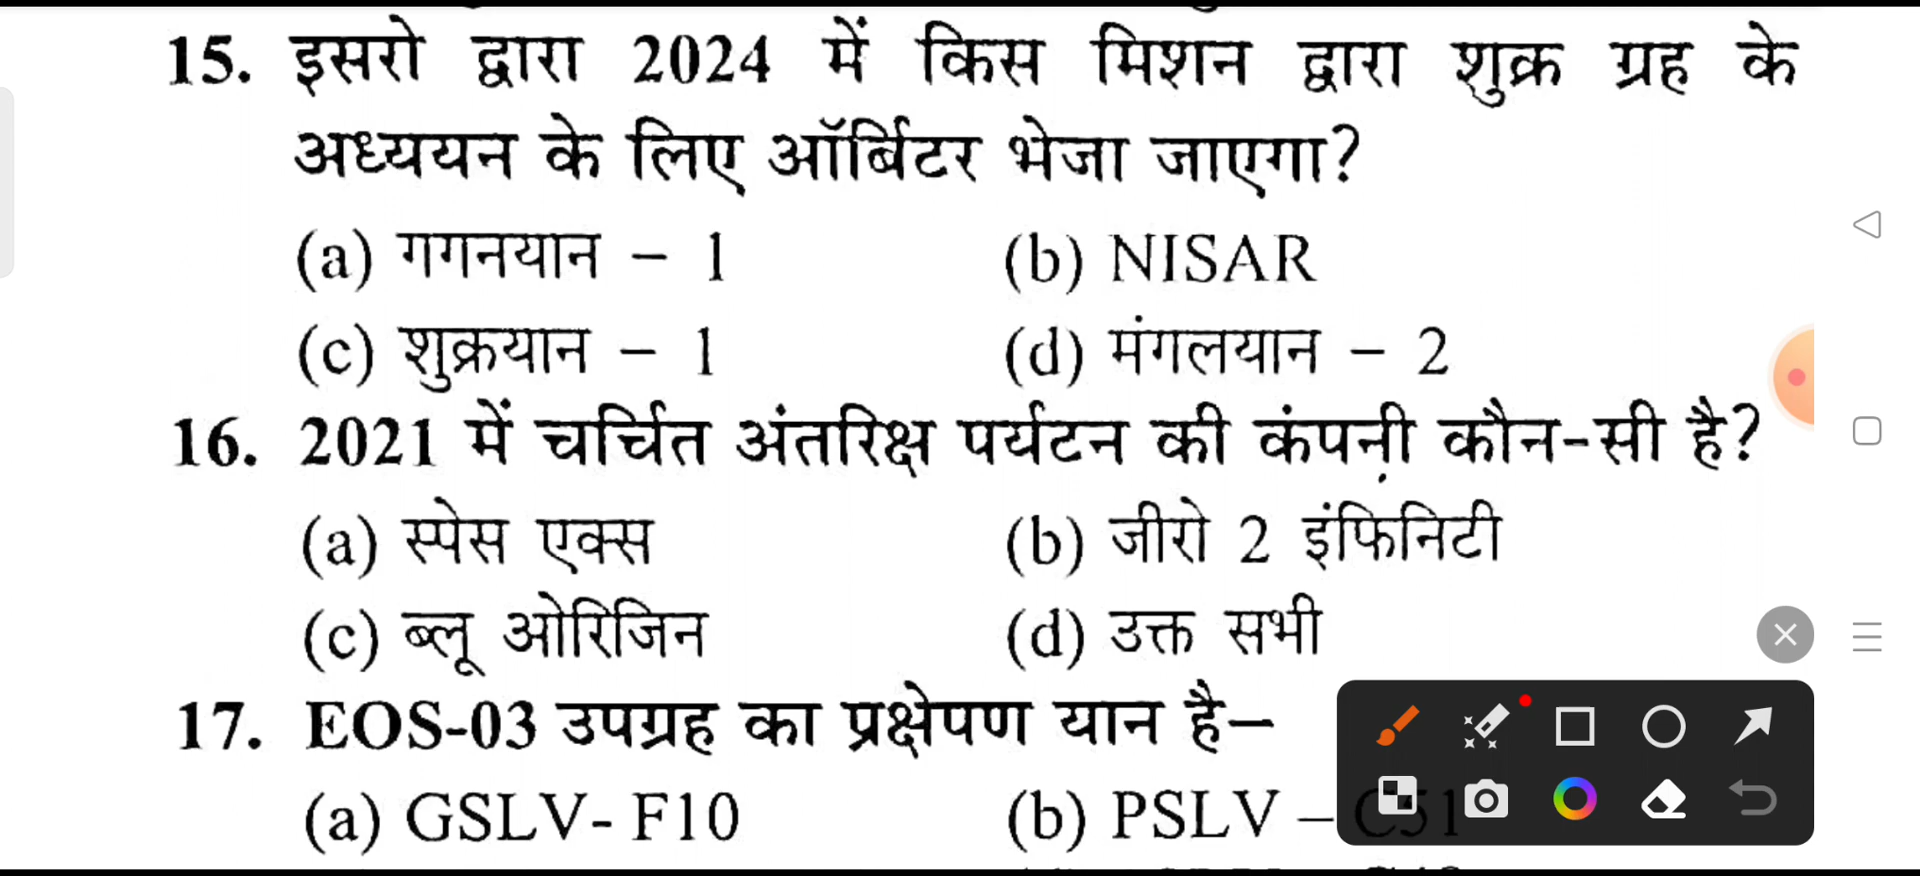 15. इसरो द्वारा 2024 में किस मिशन द्वारा शुक्र ग्रह के
अध्ययन के लिए ऑर्बिटर भेजा जाएगा?
(a) गगनयान – 1 (b) NISAR
(c) शुक्रयान – 1 (d) मंगलयान – 2
16. 2021 में चर्चित अंतरिक्ष पर्यटन की कंपनी कौन-सी है?
(a) स्पेस एक्स (b) जीरो 2 इंफिनिटी
(c) ब्लू ओरिजिन (d) उक्त सभी
17. EOS-03 उपग्रह का प्रक्षेपण यान है–
(a) GSLV- F10 (b) PSLV – C51